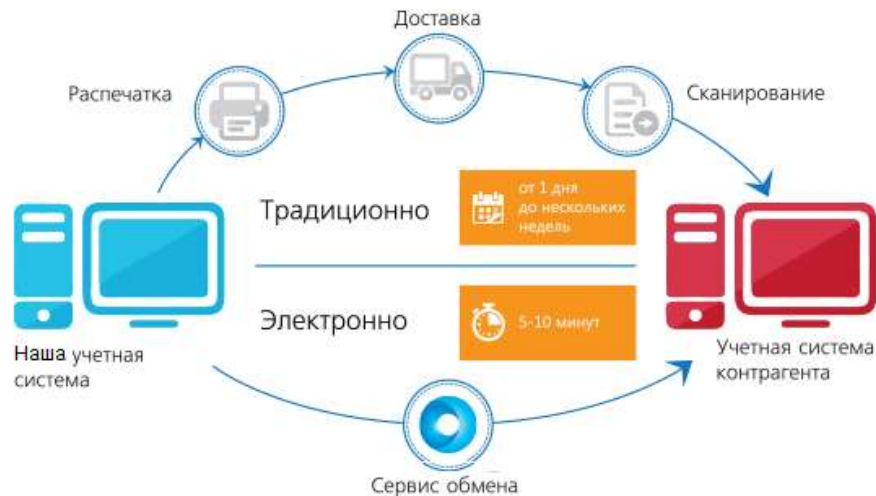 Доставка
Распечатка
Сканирование
Традиционно
от 1 дня
до нескольких
недель
Электронно
5-10 минут
Наша учетная
система
Учетная система
контрагента
Сервис обмена